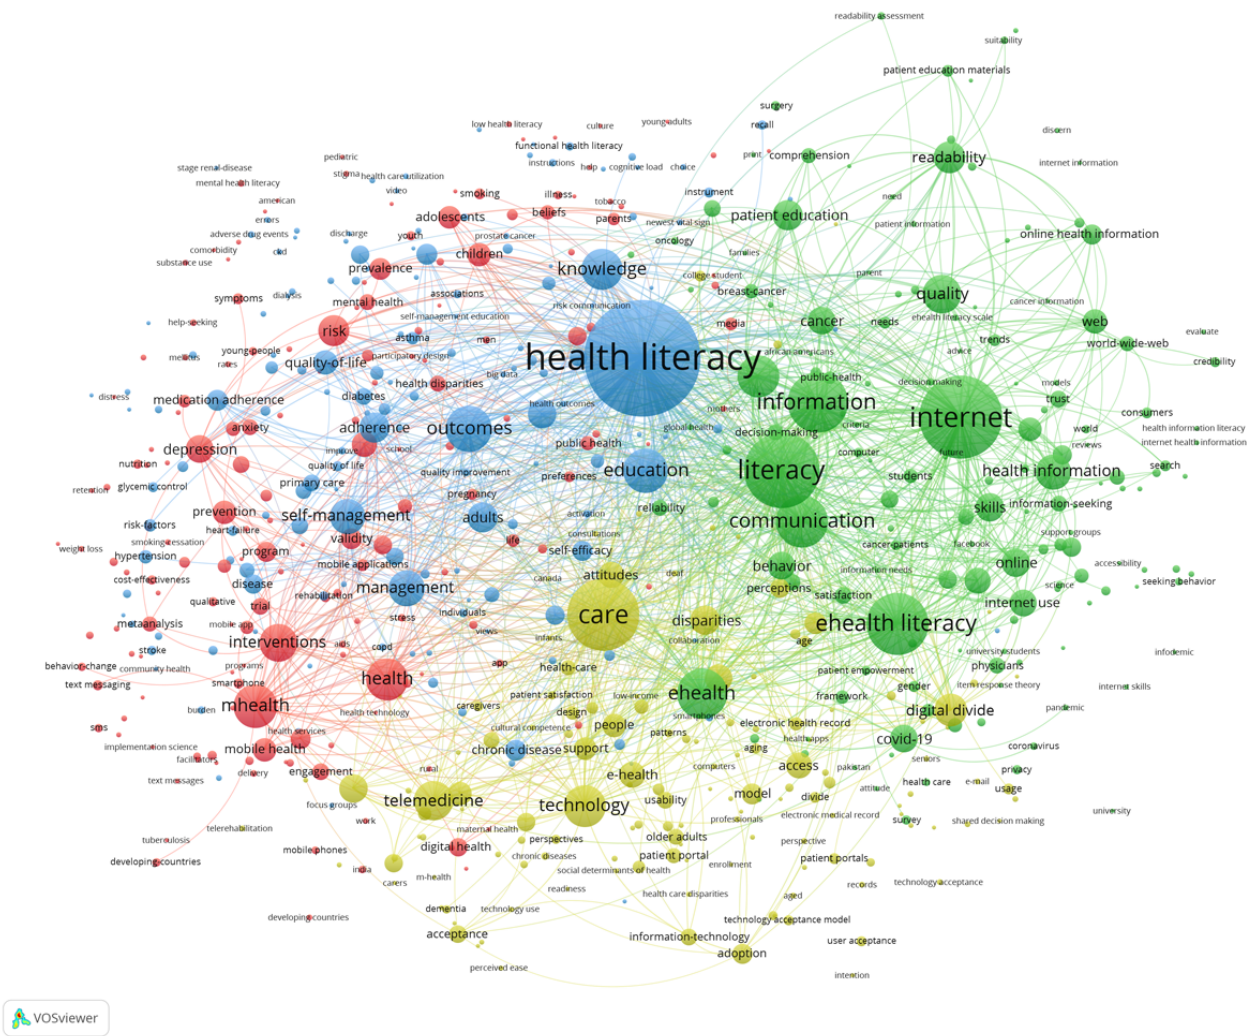 readability assessment
suitability
patient education materials
surgery
low health literacy
culture
young-adults
recall
discern
functional health literacy
pediatric
instructions
help
cognitive load
choice
print
comprehension
readability
internet information
stage renal-disease
stigma
health care utilization
mental health literacy
video
smoking
illness.
instrument
need
american
tobacco
adolescents
beliefs
parents
newest vital sign
patient education
patient information
errors
adverse drug events
discharge
youth
prostate cancer
oncology
online health information
comorbidity
ckd
children
families
substance use
prevalence
knowledge
college student
parent
dialysis
associations
breast-cancer
quality
symptoms
mental health
risk communication
cancer information
help-seeking
self-management education
media
cancer
needs
ehealth literacy scale
web
risk
asthma
men
evaluate
young-people
participatory design
african americans
trends
world-wide-web
melanis
rates
quality-of-life
health literacy
advice
credibility
big data
health disparities
public-health
decision making
models
distress
medication adherence
diabetes
health outcomes
mothers
information
trust
anxiety
adherence
outcomes
global health
decision-making
criteria
internet
consumers
world
health information literacy
depression
improve
school
public health
computer
future
reviews
internet health information
nutrition
quality of life
quality improvement
education
literacy
students
health information
search
retention
glycemic control
primary care
preferences
pregnancy
prevention
self-management
adults
activation
reliability
communication
skills
information-seeking
risk-factors
heart-failure
validity
life
consultations
support groups
weight loss
smoking-cessation
program
self-efficacy
cancer-patients
facebook
hypertension
mobile applications
behavior
information needs
online
accessibility
cost-effectiveness
disease
management
canada
attitudes
deaf
perceptions
science
seeking behavior
qualitative
trial
rehabilitation
satisfaction
internet use
metaanalysis
mobile app
stress
individuals
care
disparities
ehealth literacy
interventions
aids
views
infants
collaboration
age
stroke
copd
university students
infodemic
behavior-change
community health
programs
app
health-care
patient empowerment
physicians
text messaging
smartphone
health
patient satisfaction
low-income
ehealth
framework
gender
item response theory
internet skills
burden
mhealth
health technology
caregivers
design
smartphones
digital divide
pandemic
sms
health services
cultural competence
people
patterns
electronic health record
implementation science
mobile health
chronic disease
support
aging
health apps
covid-19
coronavirus
facilitators
seniors
delivery
engagement
rural
e-health
computers
access
pakistan
privacy
text messages
health care
e-mail
focus groups
telemedicine
technology
usability
model
divide
attitude
usage
university
work
professionals
electronic medical record
survey
shared decision making
telerehabilitation
maternal health
tuberculosis
perspectives
older adults
perspective
mobile phones
digital health
chronic diseases
patient portal
enrollment
patient portals
developing-countries
india
m-health
social determinants of health
carers
readiness
health care disparities
aged
records
technology acceptance
dementia
technology use
developing-countries
technology acceptance model
acceptance
information-technology
user acceptance
adoption
perceived ease
intention
VOSviewer